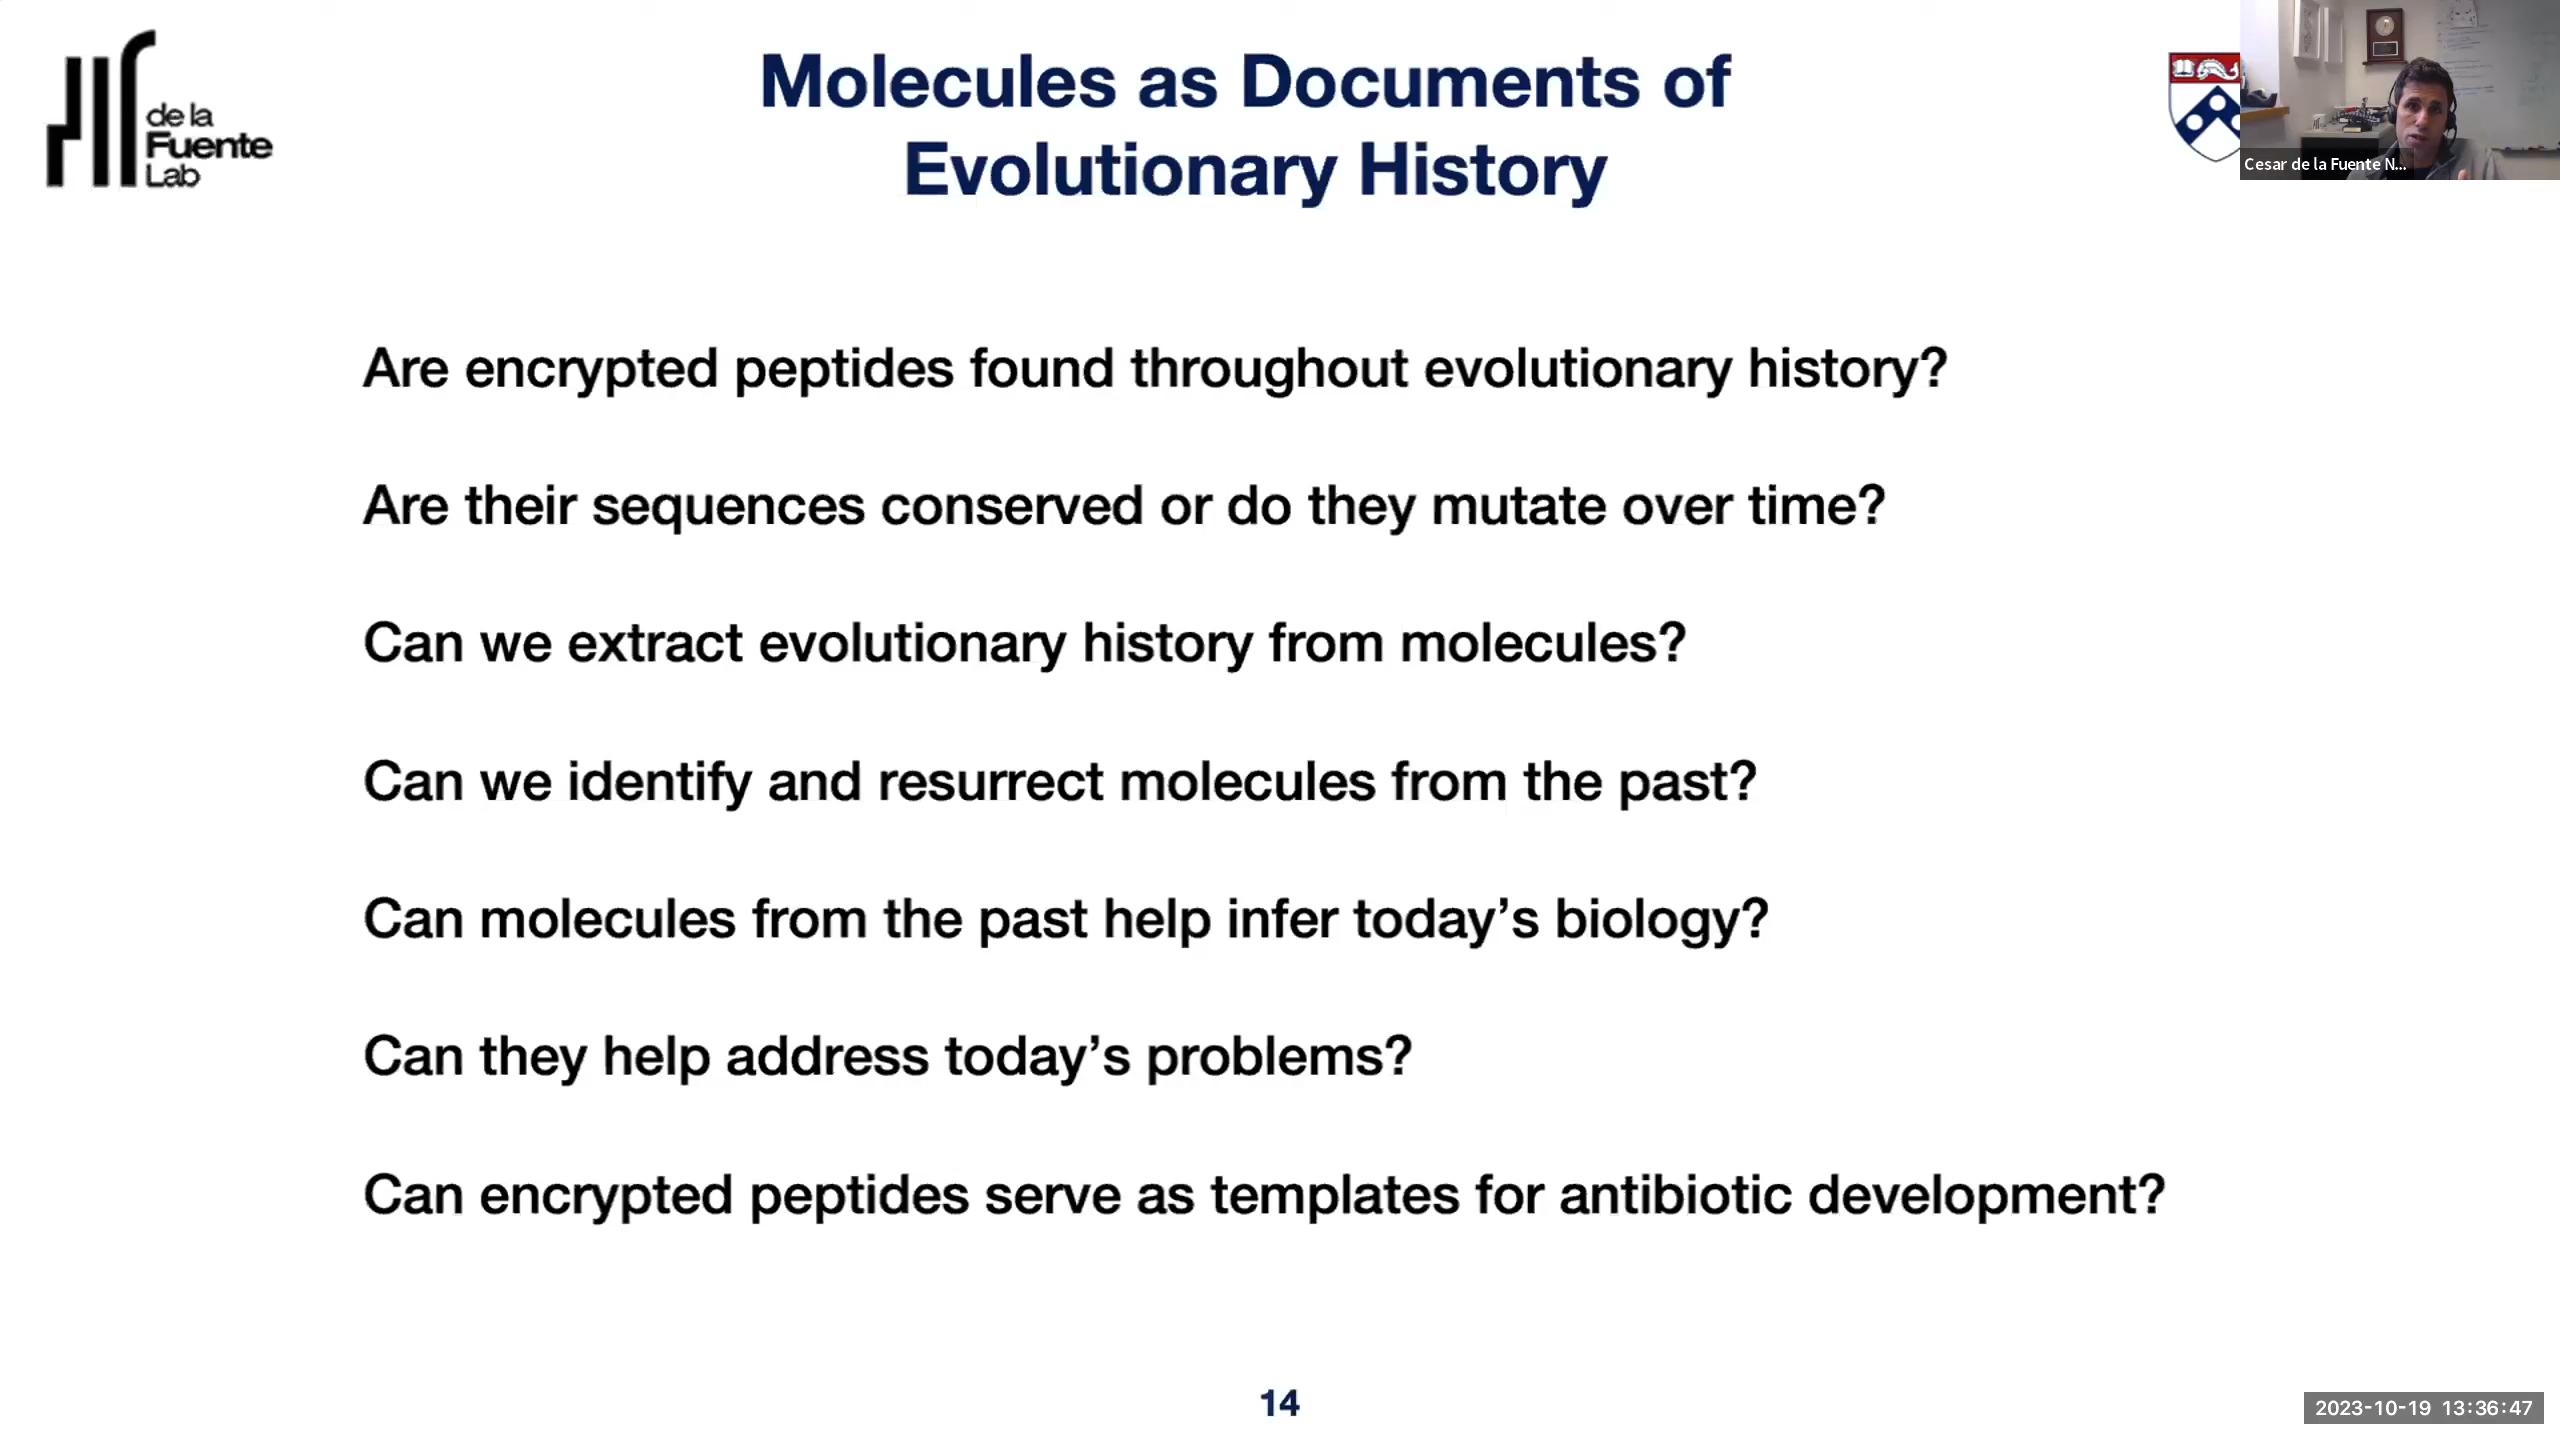 de la
Fuente
Lab
Molecules as Documents of
Evolutionary History
Cesar de la Fuente N...
Are encrypted peptides found throughout evolutionary history?
Are their sequences conserved or do they mutate over time?
Can we extract evolutionary history from molecules?
Can we identify and resurrect molecules from the past?
Can molecules from the past help infer today’s biology?
Can they help address today’s problems?
Can encrypted peptides serve as templates for antibiotic development?
14
2023-10-19 13:36:47